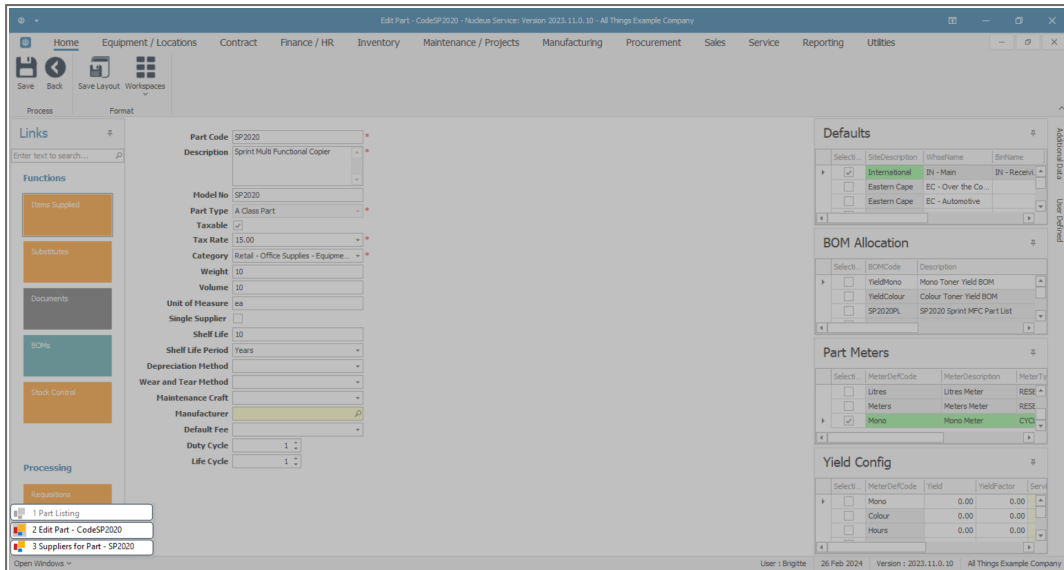 Edit Part - CodeSP2020 - Nucleus Service: Version 2023.11.0.10 - All Things Example Company
Home Equipment / Locations Contract Finance / HR Inventory Maintenance / Projects Manufacturing Procurement Sales Service Reporting Utilities
Save Back Save Layout Workspaces
Process Format
Links
Enter text to search...
Functions
Items Supplied
Substitutes
Documents
BOMs
Stock Control
Processing
Requisitions
1 Part Listing
2 Edit Part - CodeSP2020
3 Suppliers for Part - SP2020
Open Windows
Part Code SP2020 *
Description Sprint Multi Functional Copier *
Model No SP2020
Part Type A Class Part *
Taxable
Tax Rate 15.00 *
Category Retail - Office Supplies - Equipme... *
Weight 10
Volume 10
Unit of Measure ea
Single Supplier
Shelf Life 10
Shelf Life Period Years
Depreciation Method
Wear and Tear Method
Maintenance Craft
Manufacturer
Default Fee
Duty Cycle 1
Life Cycle 1
Defaults
Selecti... SiteDescription WhseName BinName
International IN - Main IN - Receivi...
Eastern Cape EC - Over the Co...
Eastern Cape EC - Automotive
BOM Allocation
Selecti... BOMCode Description
YieldMono Mono Toner Yield BOM
YieldColour Colour Toner Yield BOM
SP2020PL SP2020 Sprint MFC Part List
Part Meters
Selecti... MeterDefCode MeterDescription MeterTy
Litres Litres Meter RESE
Meters Meters Meter RESE
Mono Mono Meter CYCL
Yield Config
Selecti... MeterDefCode Yield YieldFactor Servi
Mono 0.00 0.00
Colour 0.00 0.00
Hours 0.00 0.00
Additional Data
User Defined
User : Brigitte 26 Feb 2024 Version : 2023.11.0.10 All Things Example Company